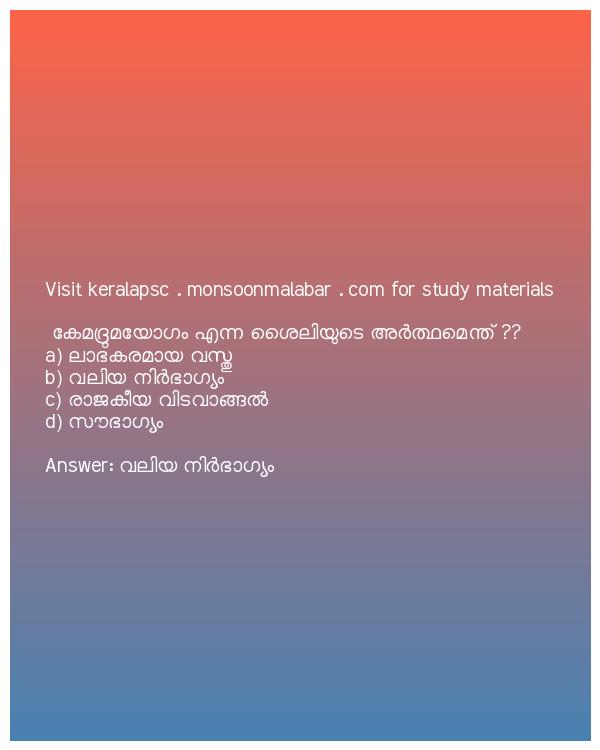 Visit keralapsc . monsoonmalabar . com for study materials
കേമദ്രുമയോഗം എന്ന ശൈലിയുടെ അർത്ഥമെന്ത് ??
a) ലാഭകരമായ വസ്തു
b) വലിയ നിർഭാഗ്യം
c) രാജകീയ വിടവാങ്ങൽ
d) സൗഭാഗ്യം
Answer: വലിയ നിർഭാഗ്യം